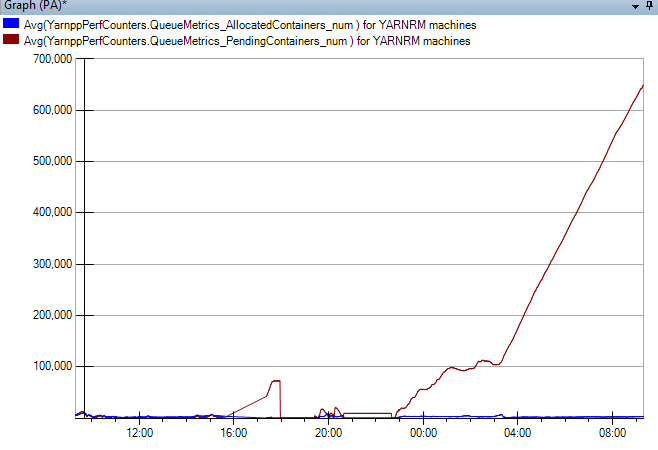 Graph (PA)*
Avg(YarnppPerfCounters.QueueMetrics_AllocatedContainers_num ) for YARNRM machines
Avg(YarnppPerfCounters.QueueMetrics_PendingContainers_num ) for YARNRM machines
700,000
600,000
500,000
400,000
300,000
200,000
100,000
12:00 16:00 20:00 00:00 04:00 08:00